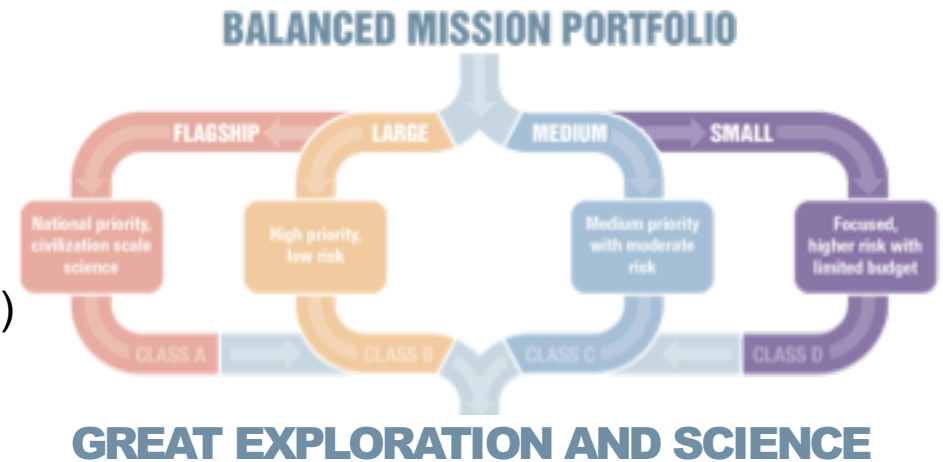 BALANCED MISSION PORTFOLIO
FLAGSHIP
LARGE
MEDIUM
SMALL
National priority,
civilization scale
science
High priority,
low risk
Medium priority
with moderate
risk
Focused,
higher risk with
limited budget
)
CLASS A
CLASS B
CLASS C
CLASS D
GREAT EXPLORATION AND SCIENCE